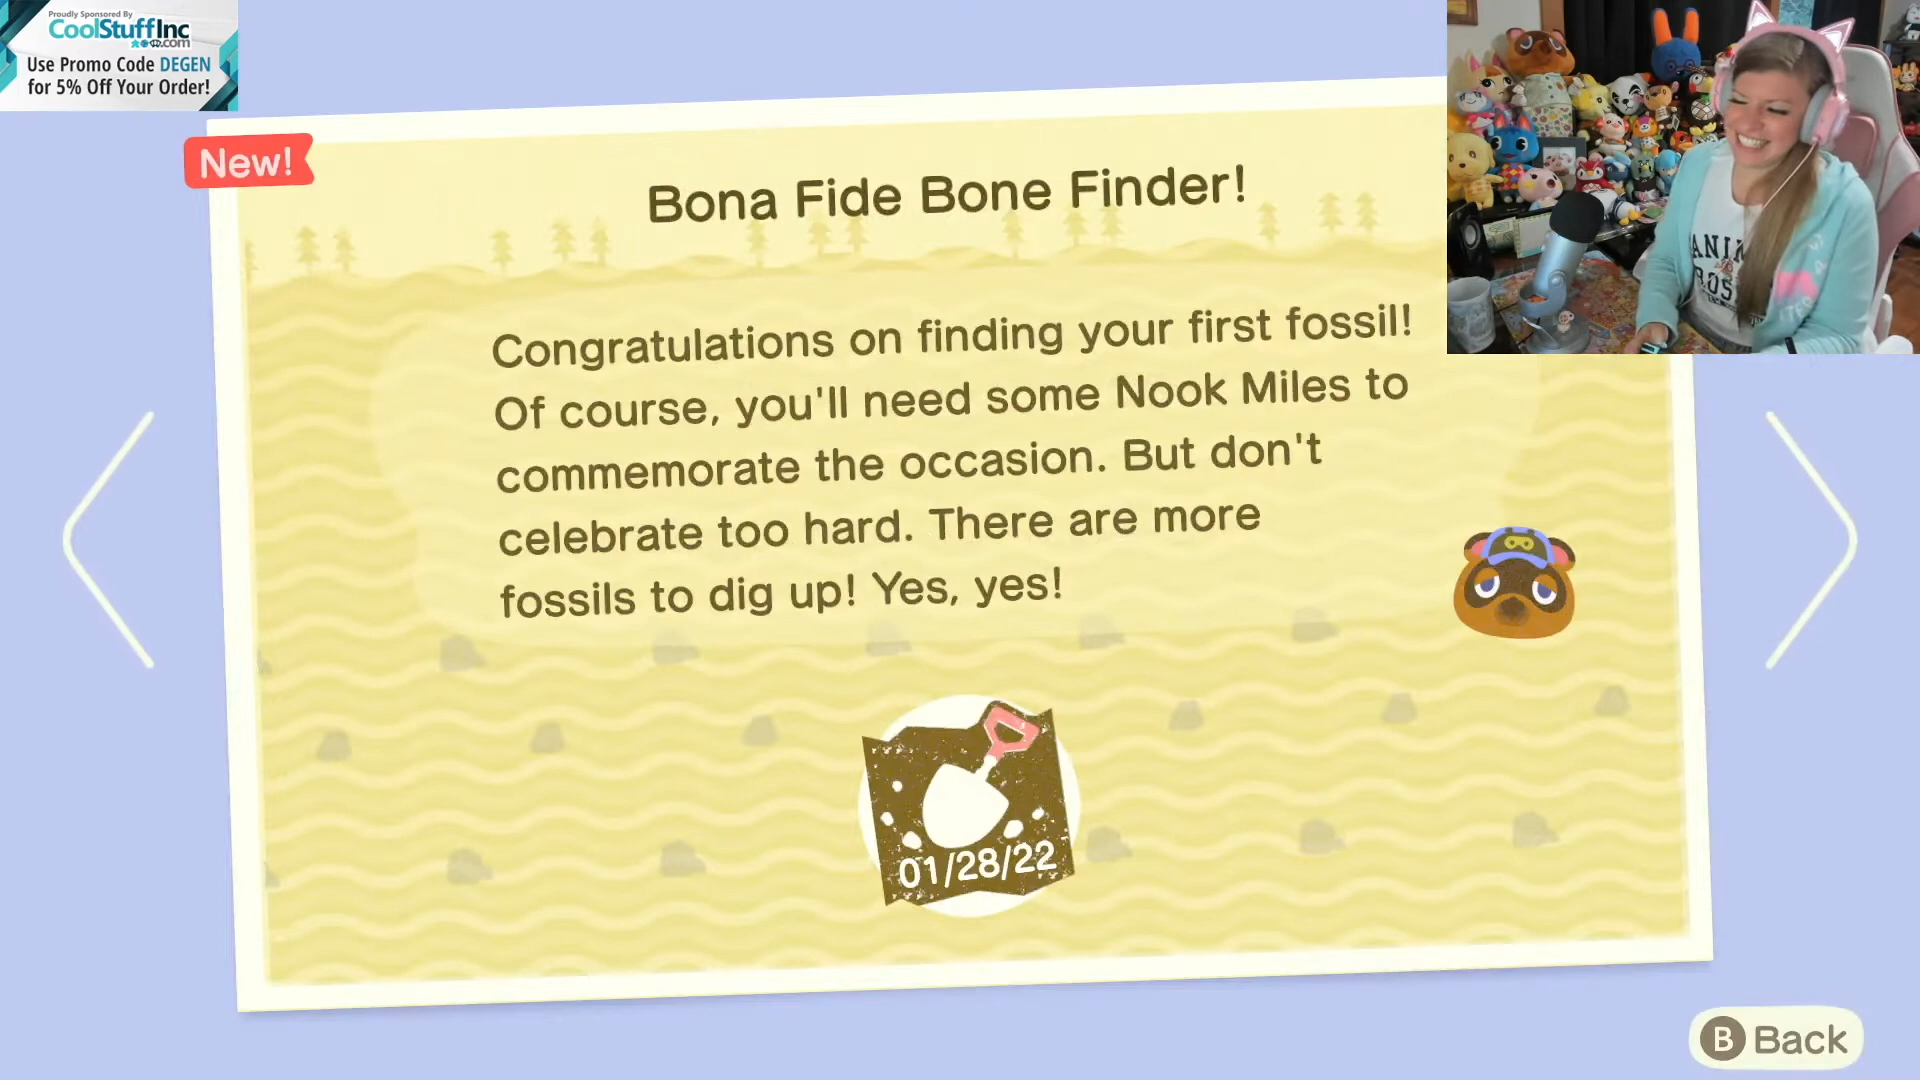 Proudly Sponsored By
CoolStuffInc
.com
Use Promo Code DEGEN
for 5% Off Your Order!
New!
Bona Fide Bone Finder!
Congratulations on finding your first fossil!
Of course, you'll need some Nook Miles to
commemorate the occasion. But don't
celebrate too hard. There are more
fossils to dig up! Yes, yes!
01/28/22
B Back